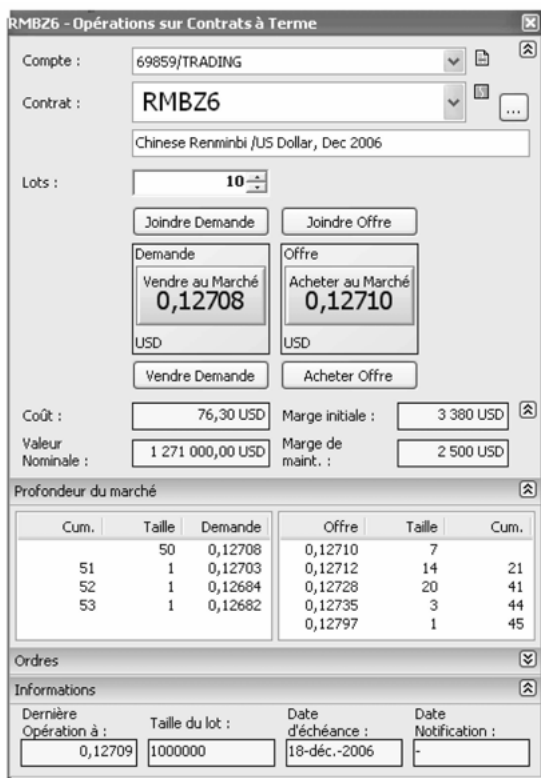 RMBZ6 - Opérations sur Contrats à Terme
Compte : 69859/TRADING
Contrat : RMBZ6 ...
Chinese Renminbi /US Dollar, Dec 2006
Lots : 10
Joindre Demande Joindre Offre
Demande Offre
Vendre au Marché Acheter au Marché
0,12708 0,12710
USD USD
Vendre Demande Acheter Offre
Coût : 76,30 USD Marge initiale : 3 380 USD
Valeur Nominale : 1 271 000,00 USD Marge de maint. : 2 500 USD
Profondeur du marché
Cum. Taille Demande Offre Taille Cum.
50 0,12708 0,12710 7
51 1 0,12703 0,12712 14 21
52 1 0,12684 0,12728 20 41
53 1 0,12682 0,12735 3 44
0,12797 1 45
Ordres
Informations
Dernière Opération à : Taille du lot : Date d'échéance : Date Notification :
0,12709 1000000 18-déc.-2006 -